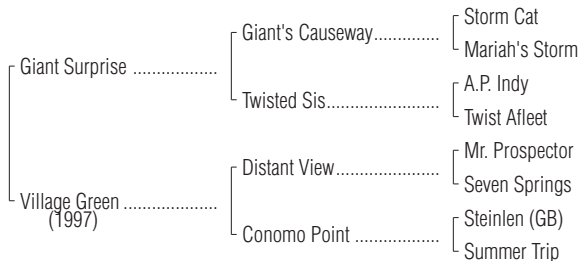 Storm Cat
Giant's Causeway..............
Mariah's Storm
Giant Surprise ..................
A.P. Indy
Twisted Sis........................
Twist Afleet
Mr. Prospector
Distant View......................
Seven Springs
Village Green ....................
(1997)
Steinlen (GB)
Conomo Point ..................
Summer Trip